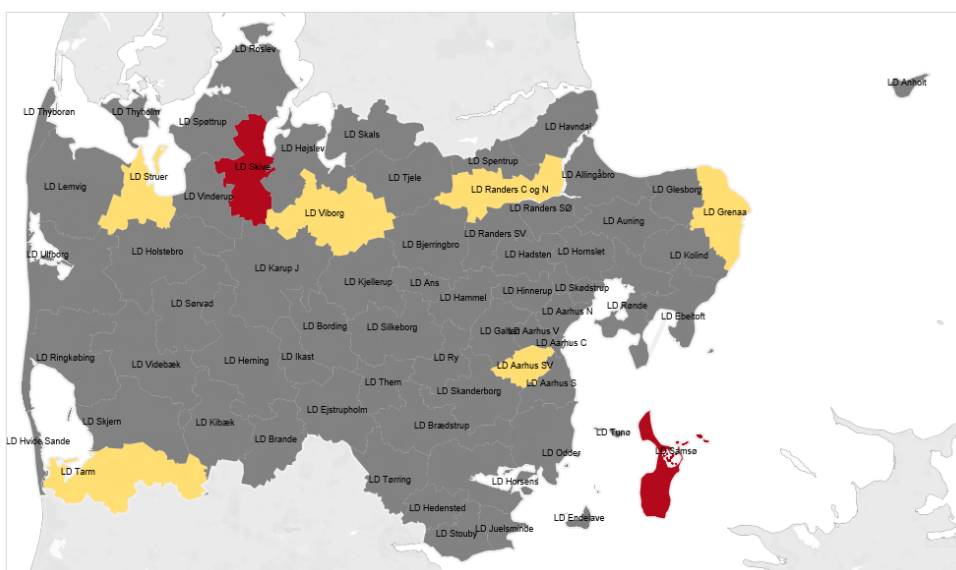 LD Roslev
LD Anholt
LD Thyborøn
LD Thyholm
LD Spøttrup
LD Havndal
LD Skals
LD Højslev
LD Spentrup
LD Skive
LD Allingåbro
LD Struer
LD Tjele
LD Lemvig
LD Randers C og N
LD Glesborg
LD Vinderup
LD Randers SØ
LD Viborg
LD Grenaa
LD Auning
LD Randers SV
LD Bjerringbro
LD Holstebro
LD Ulfborg
LD Hadsten
LD Hornslet
LD Kolind
LD Karup J
LD Kjellerup
LD Ans
LD Hinnerup
LD Skødstrup
LD Hammel
LD Sørvad
LD Rønde
LD Aarhus N
LD Ebeltoft
LD Bording
LD Silkeborg
LD Galten
LD Aarhus V
LD Aarhus C
LD Ringkøbing
LD Videbæk
LD Herning
LD Ikast
LD Ry
LD Aarhus SV
LD Them
LD Skanderborg
LD Aarhus S
LD Ejstrupholm
LD Skjern
LD Kibæk
LD Brædstrup
LD Tunø
LD Hvide Sande
LD Brande
LD Samsø
LD Odder
LD Tarm
LD Tørring
LD Horsens
LD Hedensted
LD Endelave
LD Stouby
LD Juelsminde